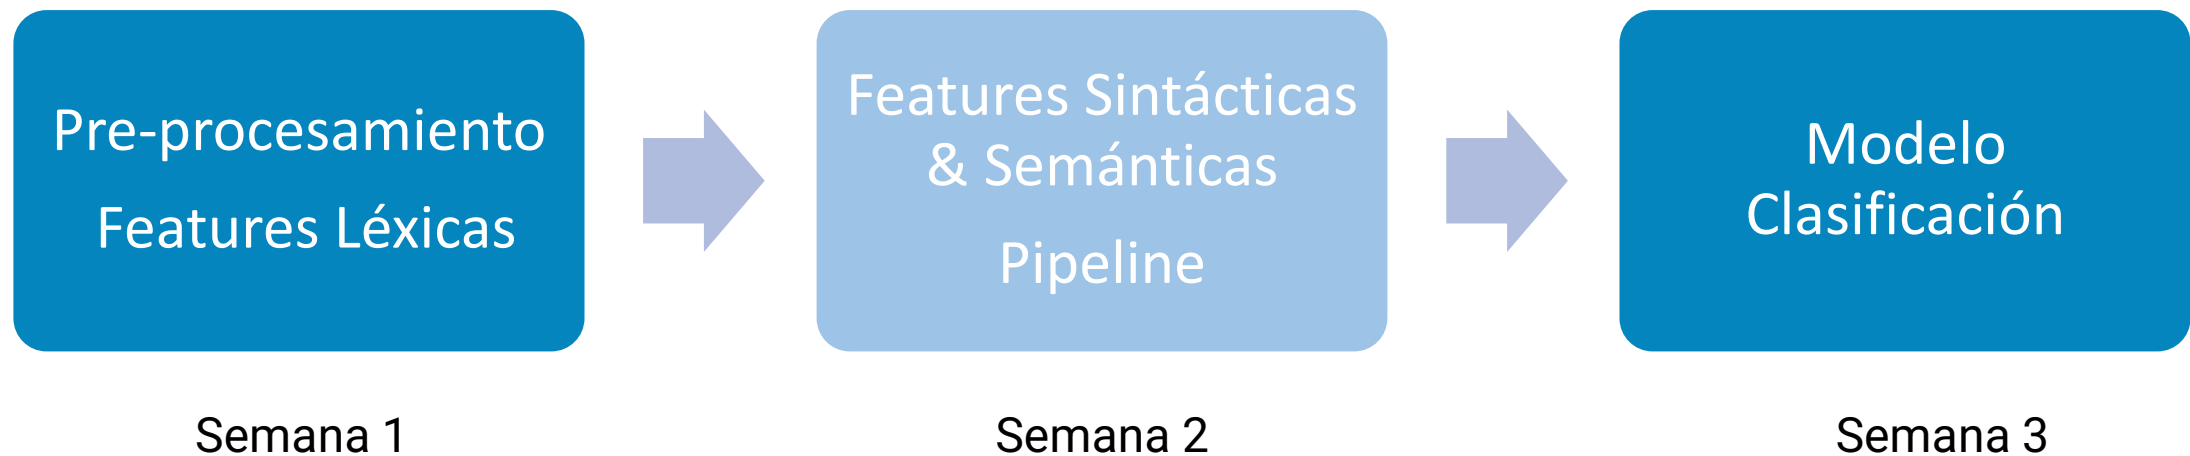 Pre-procesamiento
Features Léxicas
Features Sintácticas
& Semánticas
Pipeline
Modelo
Clasificación
Semana 1
Semana 2
Semana 3